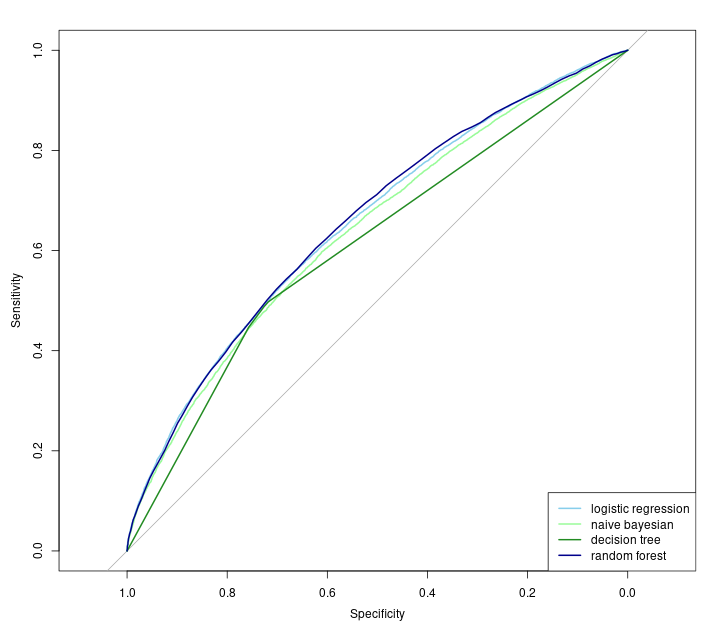 1.0
0.8
0.6
0.4
0.2
0.0
Sensitivity
logistic regression
naive bayesian
decision tree
random forest
1.0 0.8 0.6 0.4 0.2 0.0
Specificity